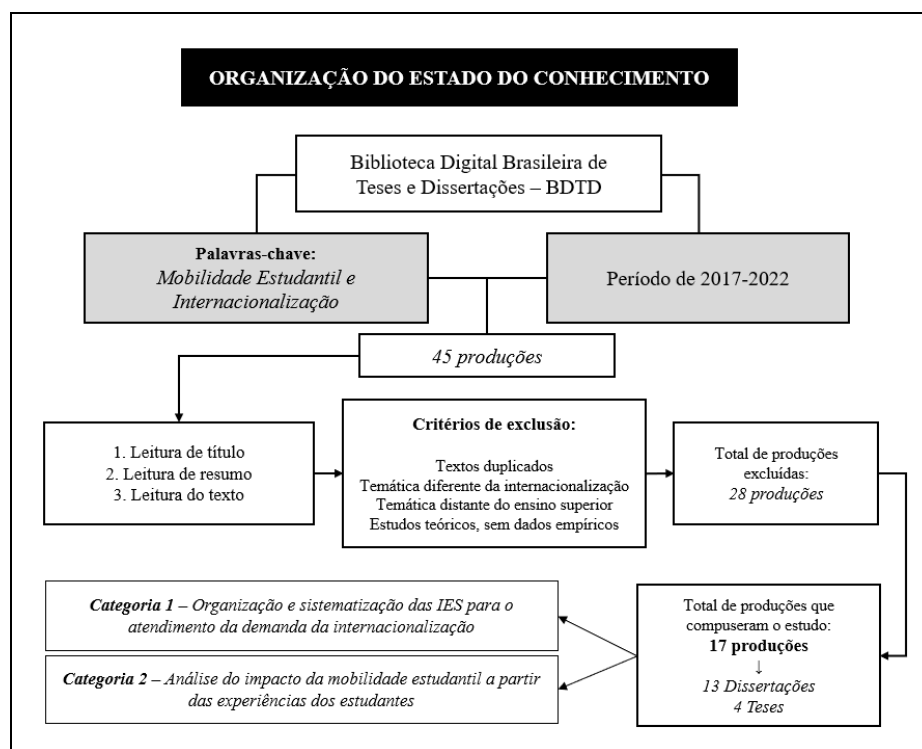 ORGANIZAÇÃO DO ESTADO DO CONHECIMENTO
Biblioteca Digital Brasileira de
Teses e Dissertações – BDTD
Palavras-chave:
Mobilidade Estudantil e
Internacionalização
Período de 2017-2022
45 produções
1. Leitura de título
2. Leitura de resumo
3. Leitura do texto
Critérios de exclusão:
Textos duplicados
Temática diferente da internacionalização
Temática distante do ensino superior
Estudos teóricos, sem dados empíricos
Total de produções
excluídas:
28 produções
Total de produções que
compuseram o estudo:
17 produções
↓
13 Dissertações
4 Teses
Categoria 1 – Organização e sistematização das IES para o
atendimento da demanda da internacionalização
Categoria 2 – Análise do impacto da mobilidade estudantil a partir
das experiências dos estudantes